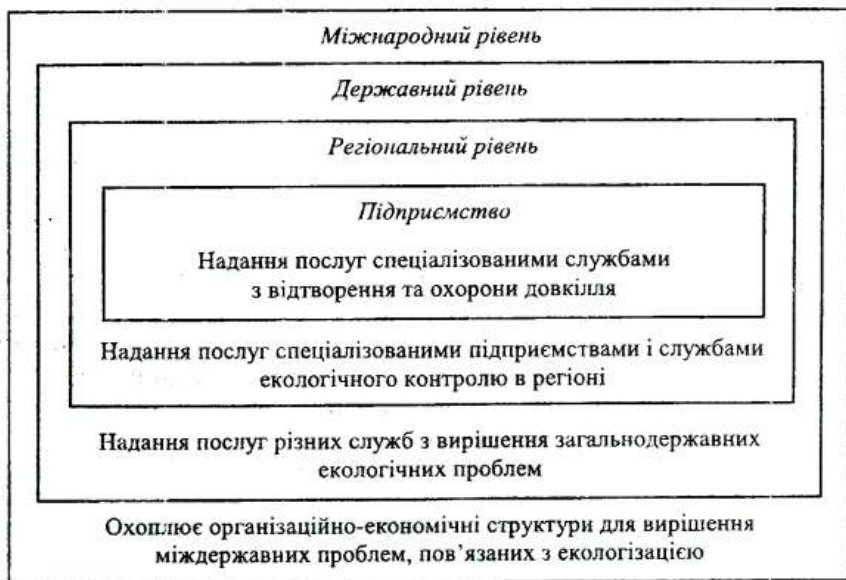 Міжнародний рівень
Державний рівень
Регіональний рівень
Підприємство
Надання послуг спеціалізованими службами
з відтворення та охорони довкілля
Надання послуг спеціалізованими підприємствами і службами
екологічного контролю в регіоні
Надання послуг різних служб з вирішення загальнодержавних
екологічних проблем
Охоплює організаційно-економічні структури для вирішення
міждержавних проблем, пов’язаних з екологізацією